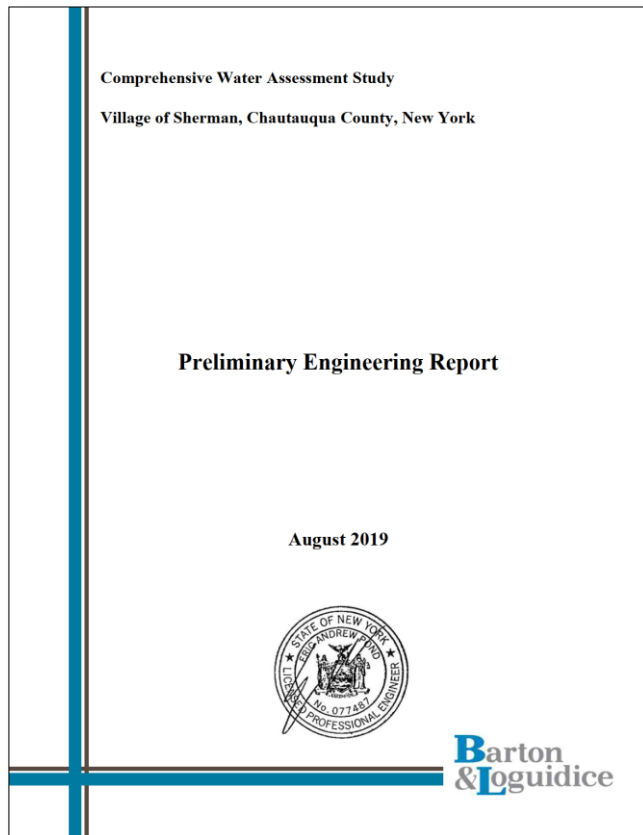 Comprehensive Water Assessment Study
Village of Sherman, Chautauqua County, New York
Preliminary Engineering Report
August 2019
★ STATE OF NEW YORK ★
ERIC ANDREW POND
No. 077487
LICENSED PROFESSIONAL ENGINEER
Barton
&Loguidice